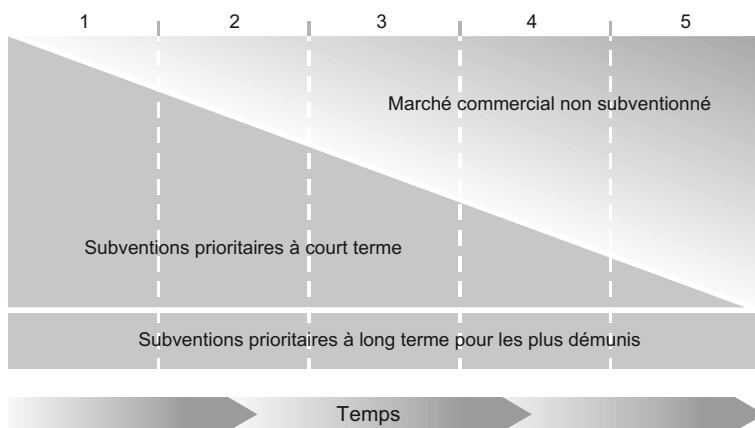 1 2 3 4 5
Marché commercial non subventionné
Subventions prioritaires à court terme
Subventions prioritaires à long terme pour les plus démunis
Temps